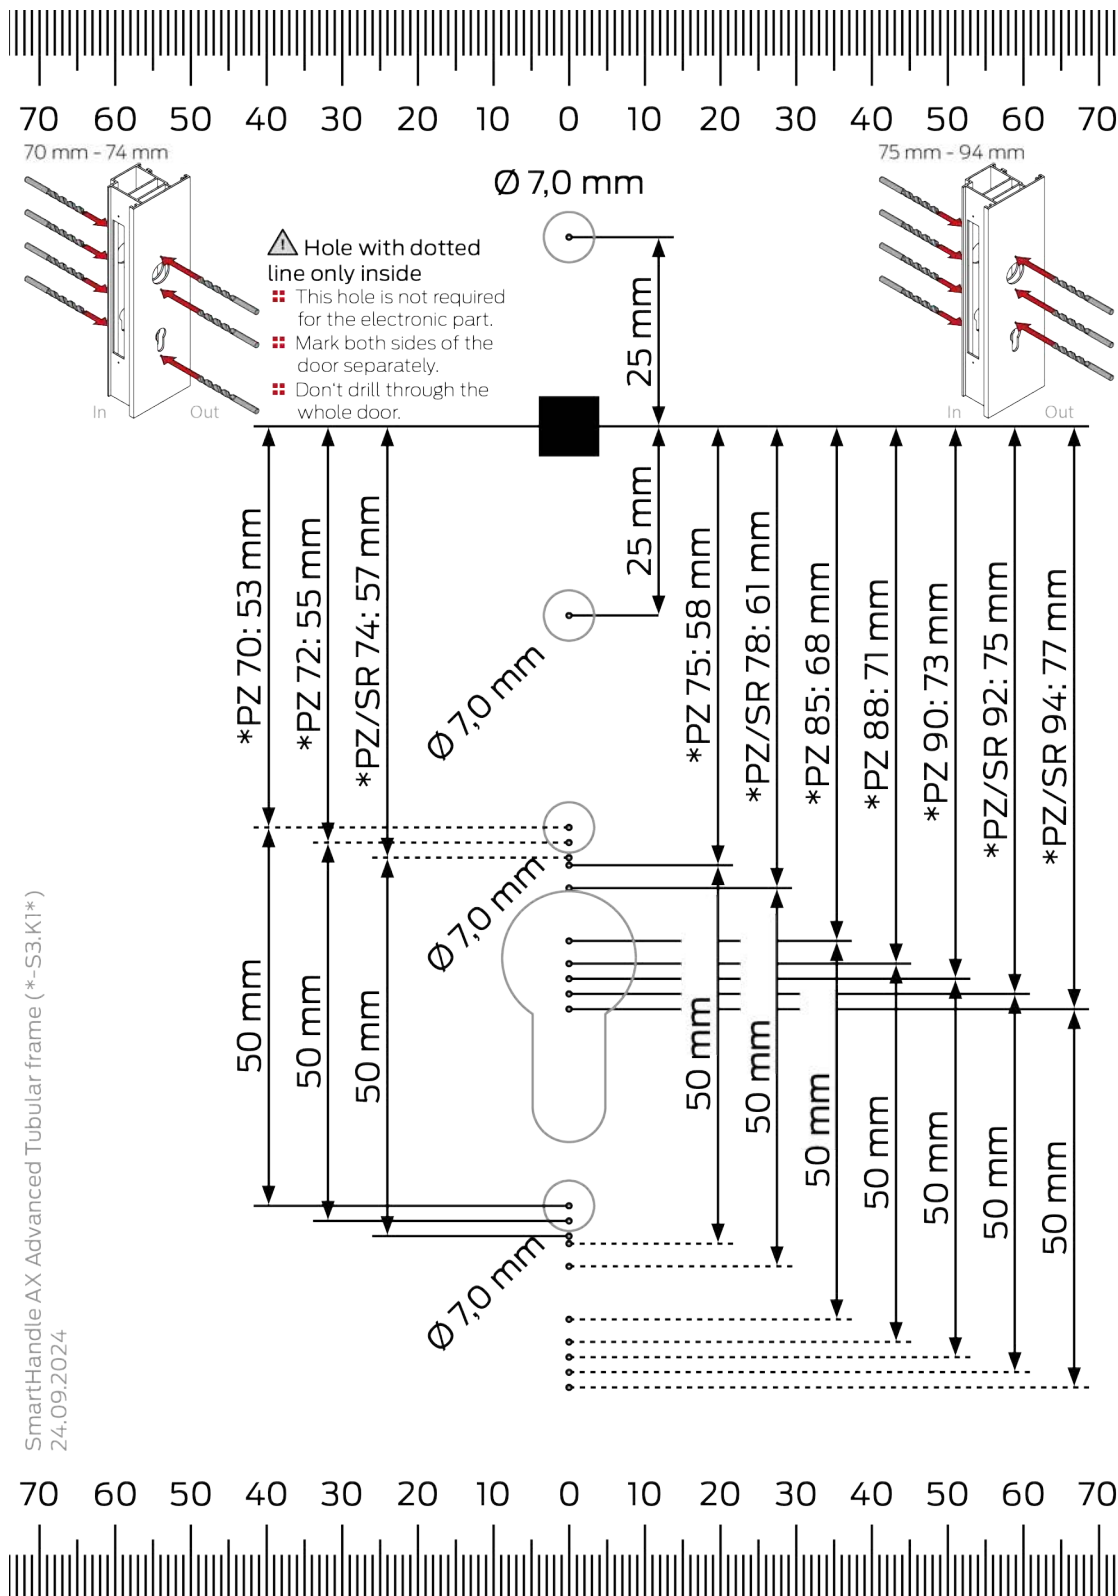 70 60 50 40 30 20 10 0 10 20 30 40 50 60 70
70 mm - 74 mm
75 mm - 94 mm
Ø 7,0 mm
Hole with dotted
line only inside
This hole is not required
for the electronic part.
Mark both sides of the
door separately.
Don't drill through the
whole door.
In Out
In Out
25 mm
25 mm
*PZ 70: 53 mm
*PZ 72: 55 mm
*PZ/SR 74: 57 mm
*PZ 75: 58 mm
*PZ/SR 78: 61 mm
*PZ 85: 68 mm
*PZ 88: 71 mm
*PZ 90: 73 mm
*PZ/SR 92: 75 mm
*PZ/SR 94: 77 mm
Ø 7,0 mm
Ø 7,0 mm
50 mm
50 mm
50 mm
50 mm
50 mm
50 mm
50 mm
50 mm
50 mm
50 mm
Ø 7,0 mm
SmartHandle AX Advanced Tubular frame (*-S3.K1*)
24.09.2024
70 60 50 40 30 20 10 0 10 20 30 40 50 60 70